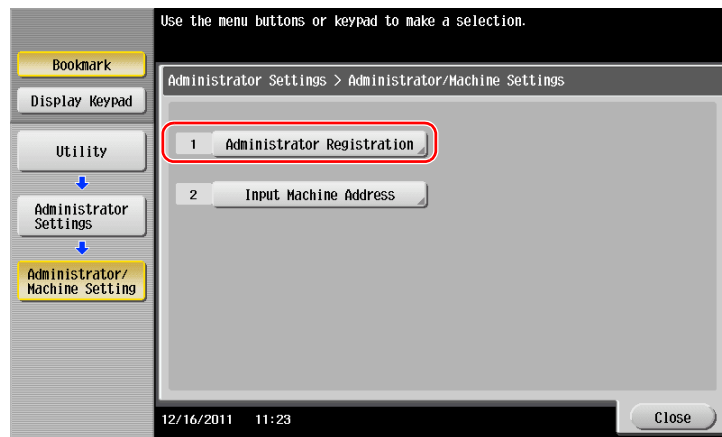 Use the menu buttons or keypad to make a selection.
Bookmark
Display Keypad
Utility
Administrator
Settings
Administrator/
Machine Setting
Administrator Settings > Administrator/Machine Settings
1 Administrator Registration
2 Input Machine Address
12/16/2011 11:23
Close